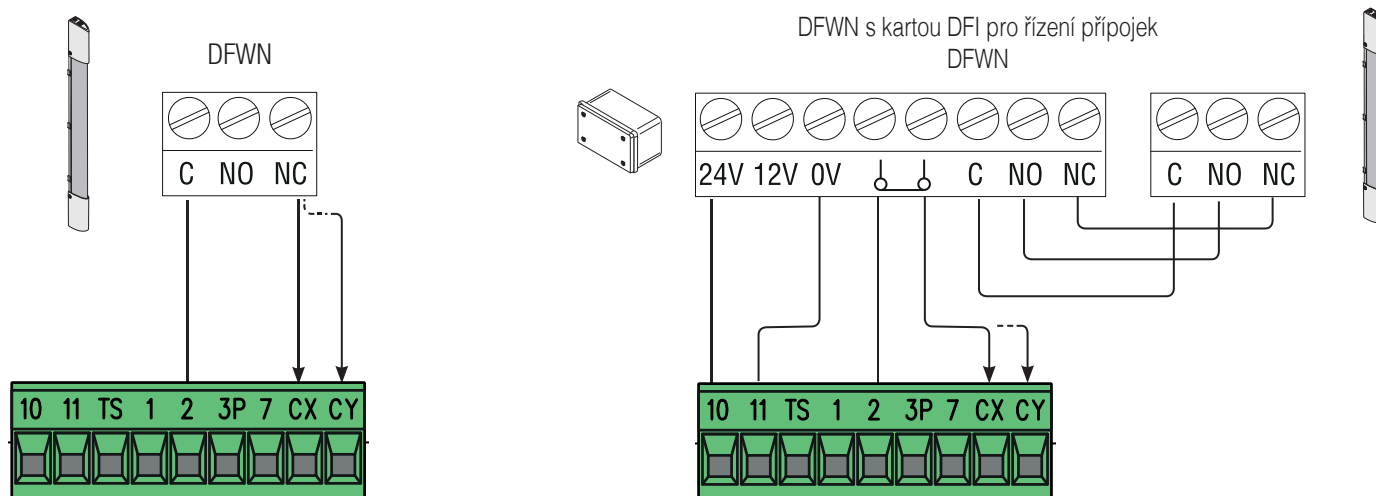 DFWN
C NO NC
10 11 TS 1 2 3P 7 CX CY
DFWN s kartou DFI pro řízení přípojek
DFWN
24V 12V 0V C NO NC
C NO NC
10 11 TS 1 2 3P 7 CX CY